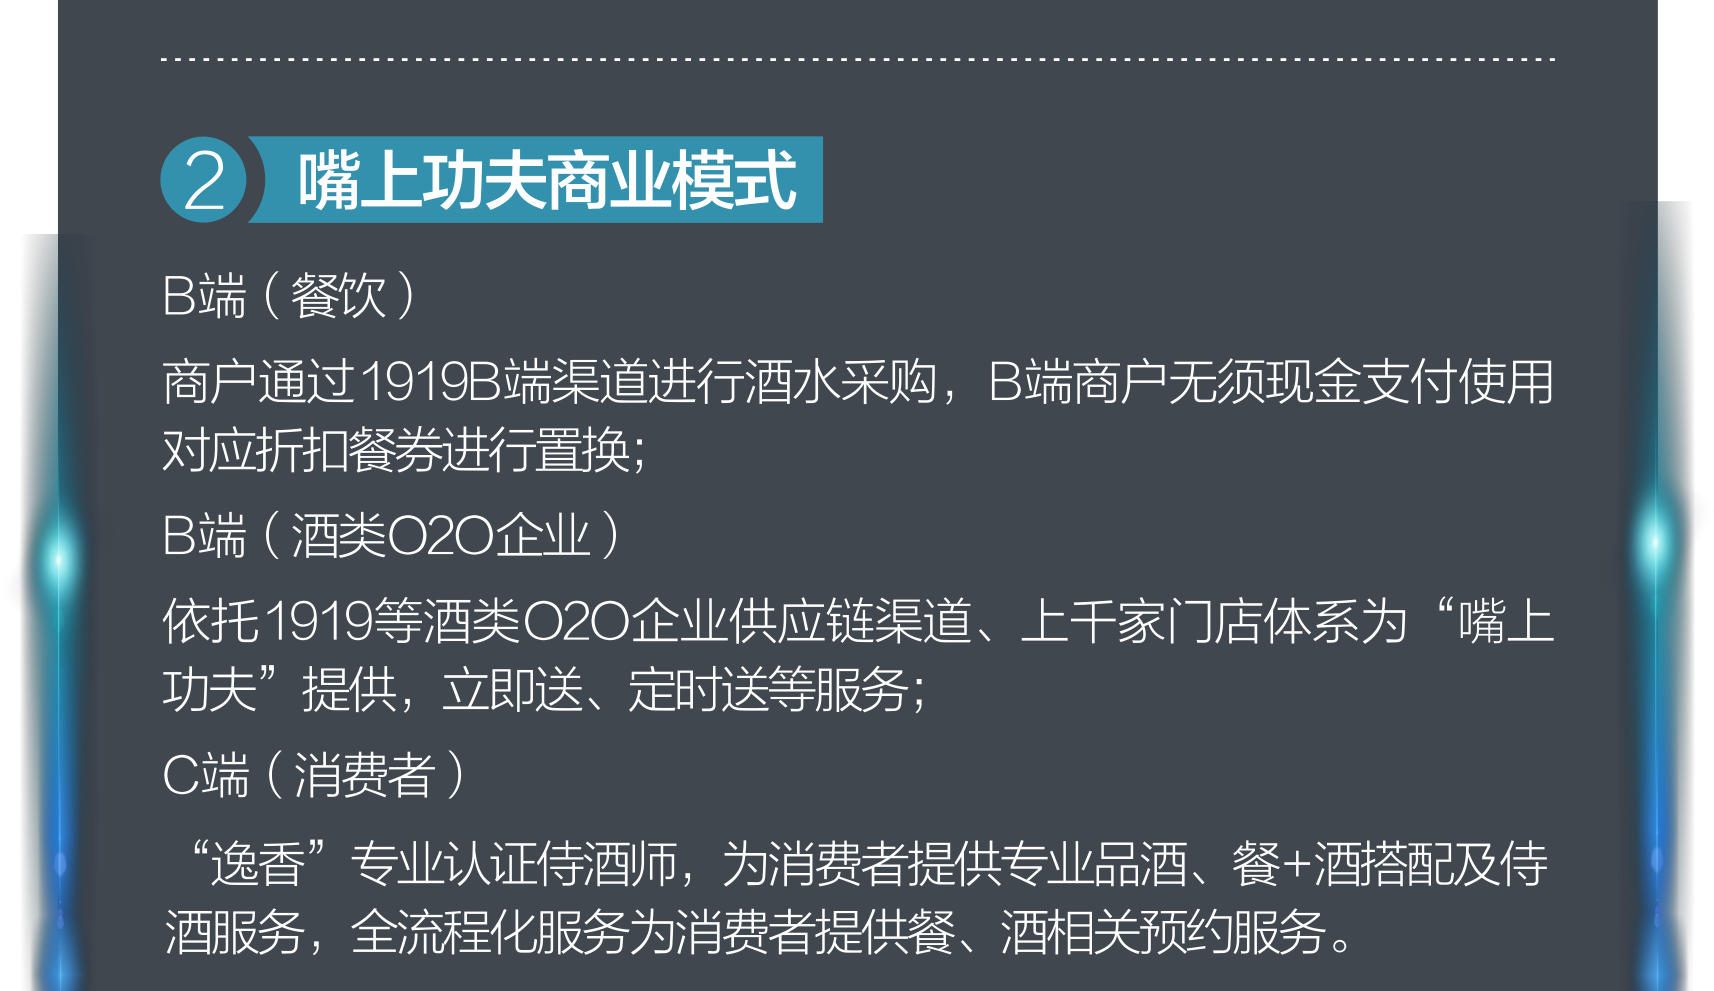 2 嘴上功夫商业模式
B端（餐饮）
商户通过1919B端渠道进行酒水采购，B端商户无须现金支付使用
对应折扣餐券进行置换；
B端（酒类O2O企业）
依托1919等酒类O2O企业供应链渠道、上千家门店体系为“嘴上
功夫”提供，立即送、定时送等服务；
C端（消费者）
“逸香”专业认证侍酒师，为消费者提供专业品酒、餐+酒搭配及侍
酒服务，全流程化服务为消费者提供餐、酒相关预约服务。